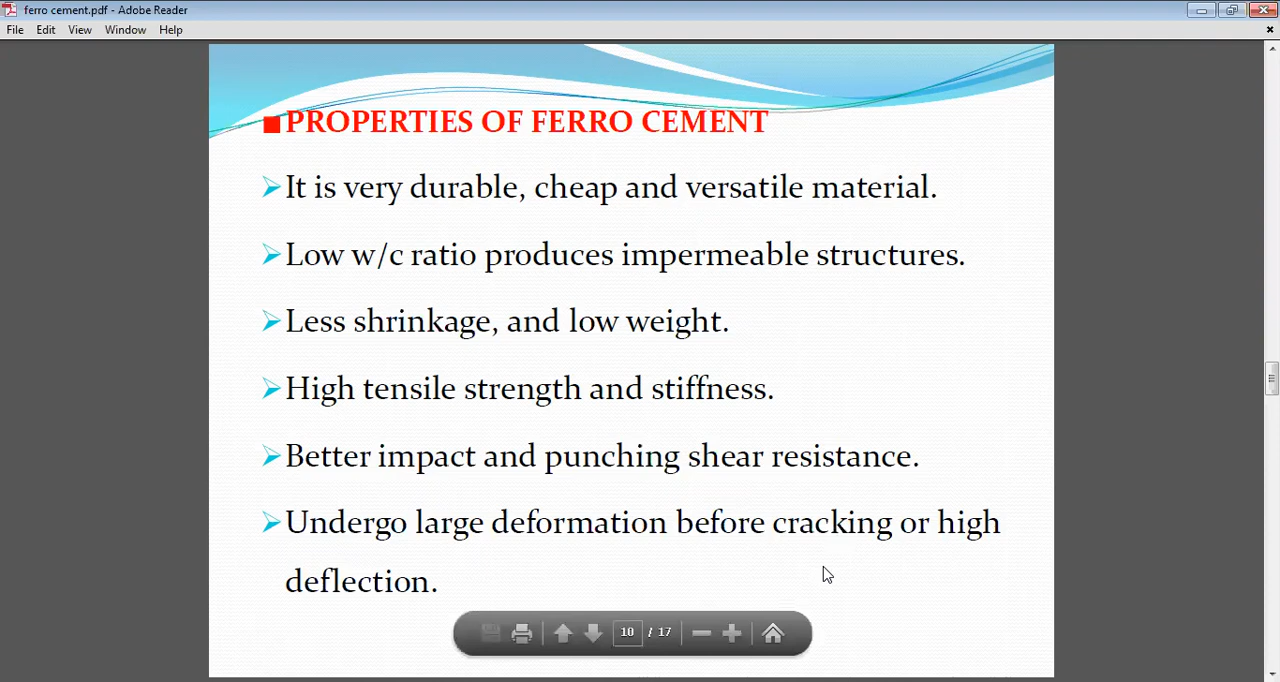 ferro cement.pdf - Adobe Reader
File Edit View Window Help
PROPERTIES OF FERRO CEMENT
It is very durable, cheap and versatile material.
Low w/c ratio produces impermeable structures.
Less shrinkage, and low weight.
High tensile strength and stiffness.
Better impact and punching shear resistance.
Undergo large deformation before cracking or high
deflection.
10 / 17